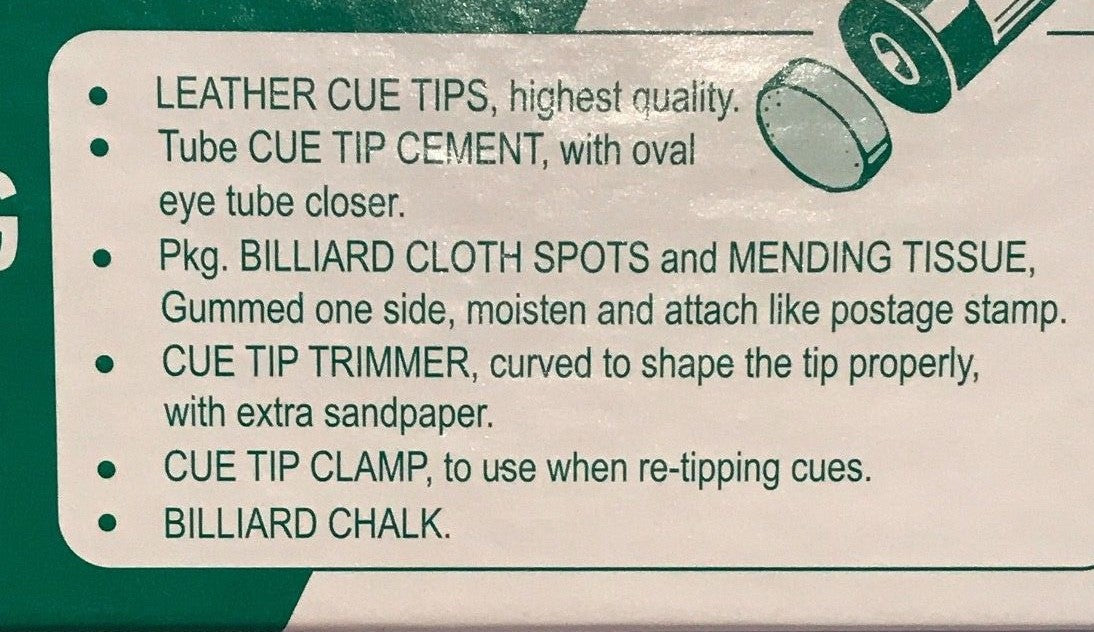 • LEATHER CUE TIPS, highest quality.
• Tube CUE TIP CEMENT, with oval
eye tube closer.
• Pkg. BILLIARD CLOTH SPOTS and MENDING TISSUE,
Gummed one side, moisten and attach like postage stamp.
• CUE TIP TRIMMER, curved to shape the tip properly,
with extra sandpaper.
• CUE TIP CLAMP, to use when re-tipping cues.
• BILLIARD CHALK.